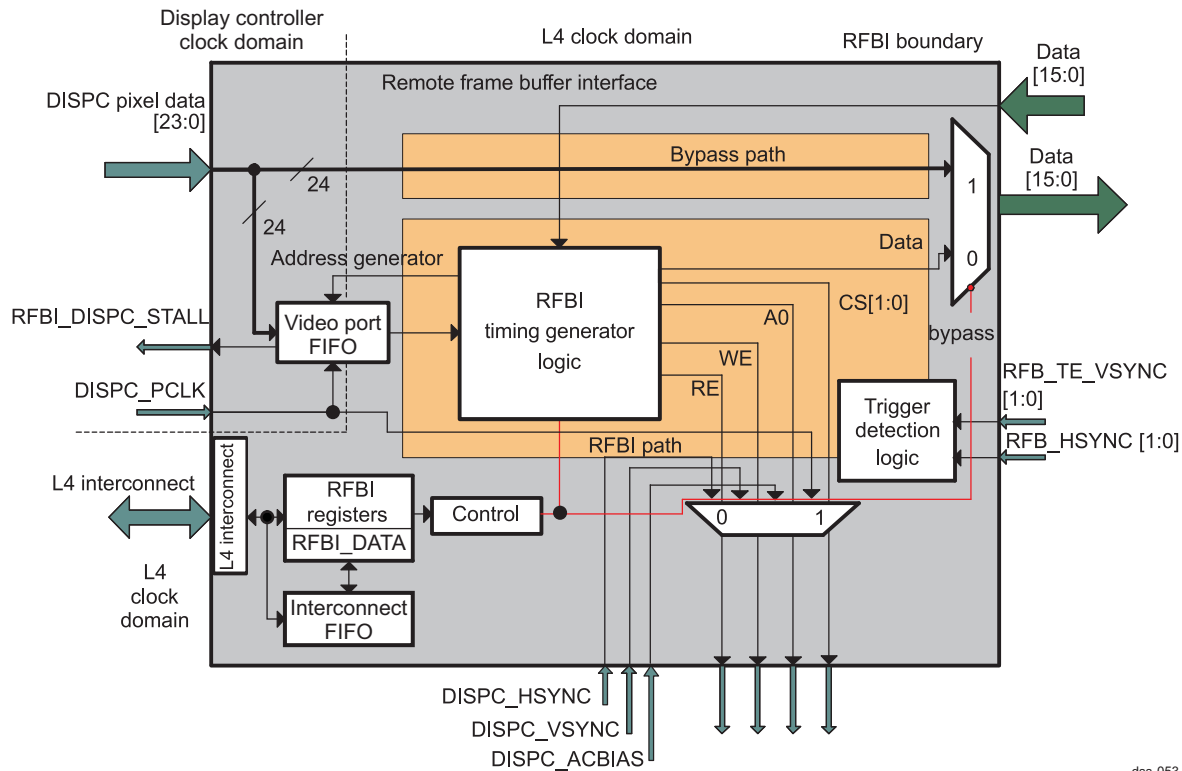 Display controller
clock domain
L4 clock domain
RFBI boundary
Remote frame buffer interface
Data
[15:0]
DISPC pixel data
[23:0]
Bypass path
24
24
1
0
Data
[15:0]
Data
Address generator
RFBI
timing generator
logic
CS[1:0]
A0
WE
RE
bypass
RFBI_DISPC_STALL
Video port
FIFO
DISPC_PCLK
RFB_TE_VSYNC
[1:0]
RFB_HSYNC [1:0]
Trigger
detection
logic
RFBI path
L4 interconnect
L4 interconnect
RFBI
registers
RFBI_DATA
Control
0
1
L4
clock
domain
Interconnect
FIFO
DISPC_HSYNC
DISPC_VSYNC
DISPC_ACBIAS